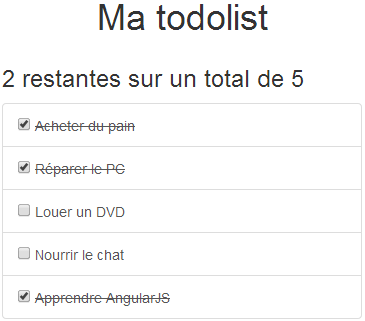 Ma todolist
2 restantes sur un total de 5
Acheter du pain
Réparer le PC
Louer un DVD
Nourrir le chat
Apprendre AngularJS